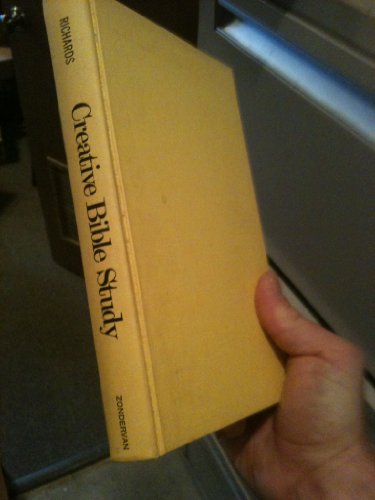 RICHARDS
Creative Bible Study
ZONDERVAN